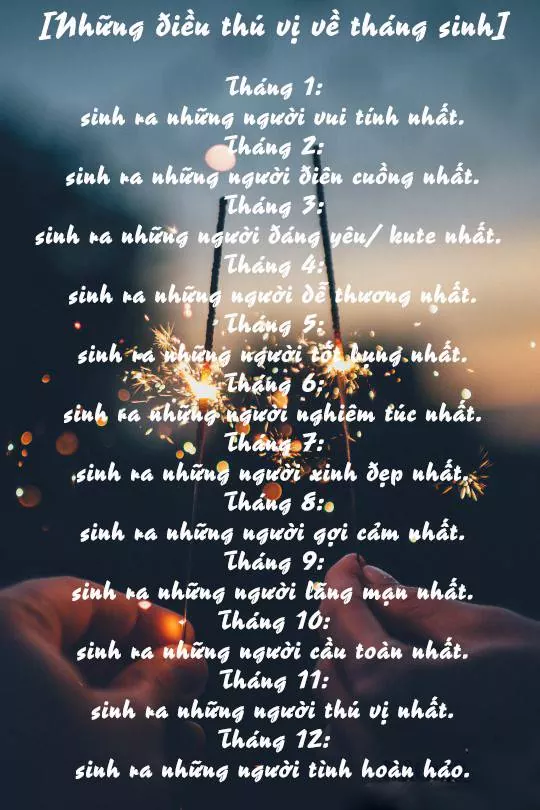 [Những điều thú vị về tháng sinh]
Tháng 1:
sinh ra những người vui tính nhất.
Tháng 2:
sinh ra những người điên cuồng nhất.
Tháng 3:
sinh ra những người đáng yêu/ kute nhất.
Tháng 4:
sinh ra những người dễ thương nhất.
Tháng 5:
sinh ra những người tốt bụng nhất.
Tháng 6:
sinh ra những người nghiêm túc nhất.
Tháng 7:
sinh ra những người xinh đẹp nhất.
Tháng 8:
sinh ra những người gợi cảm nhất.
Tháng 9:
sinh ra những người lãng mạn nhất.
Tháng 10:
sinh ra những người cầu toàn nhất.
Tháng 11:
sinh ra những người thú vị nhất.
Tháng 12:
sinh ra những người tình hoàn hảo.